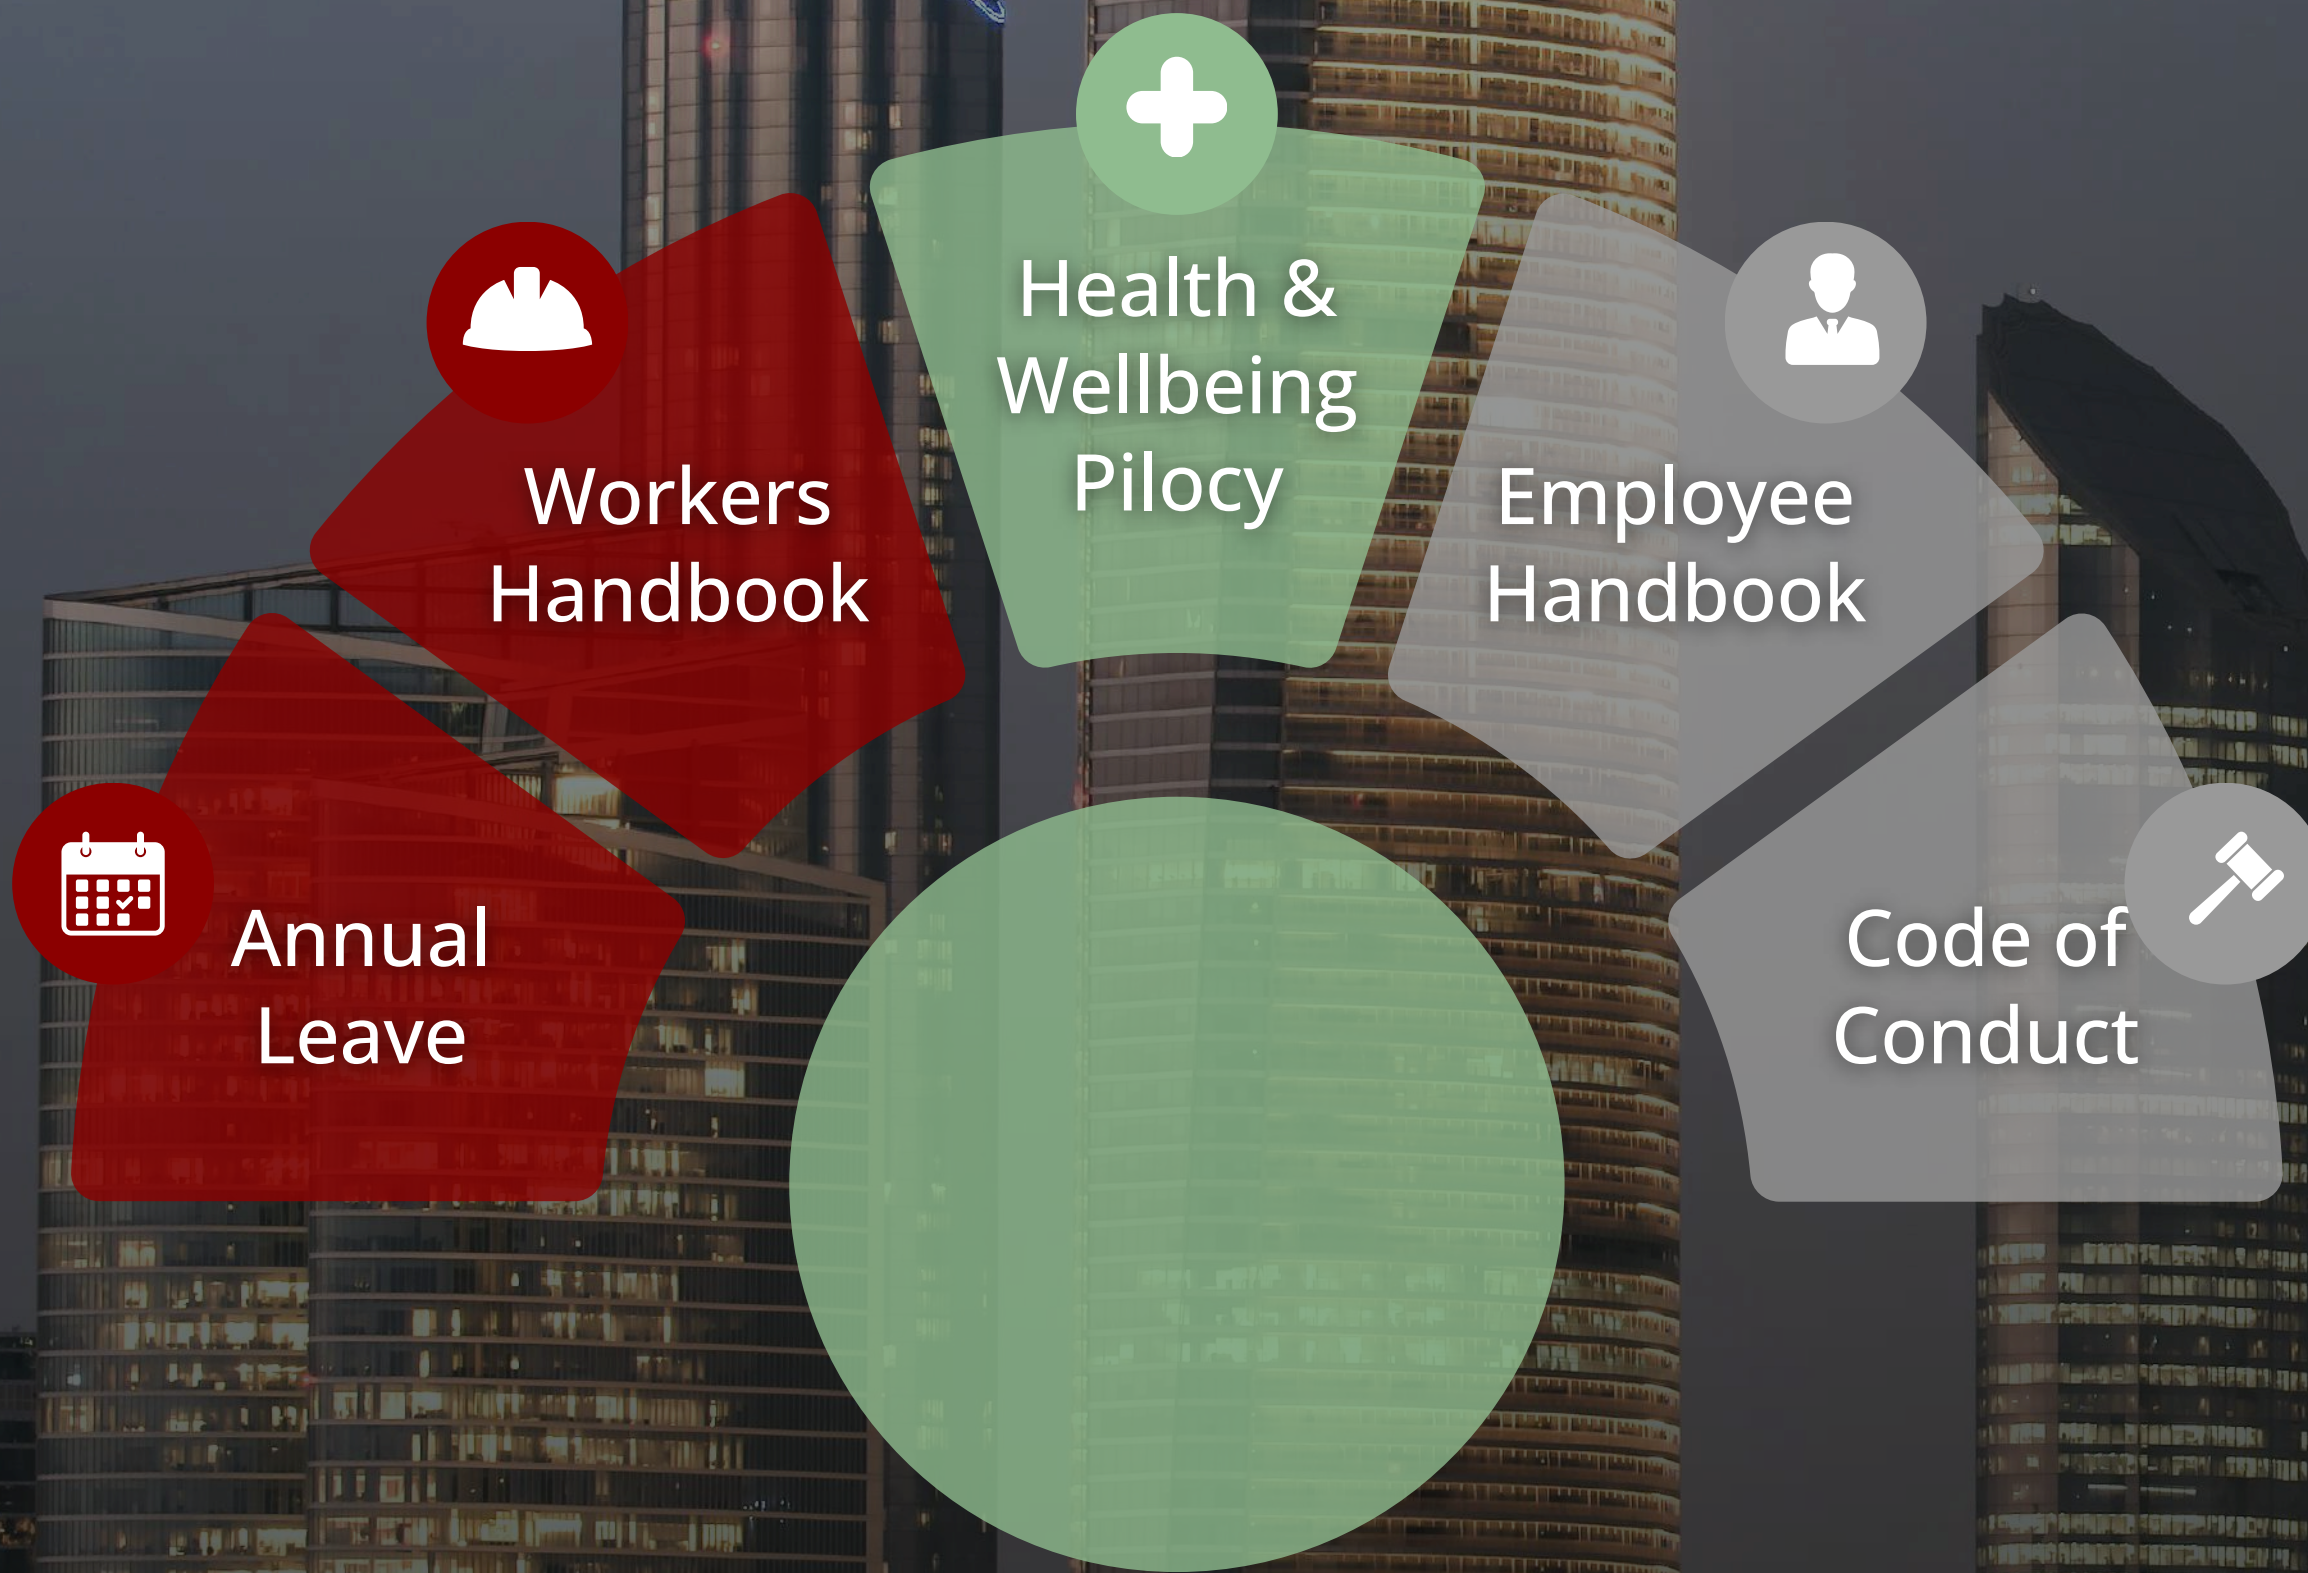 Annual
Leave
Workers
Handbook
Health &
Wellbeing
Pilocy
Employee
Handbook
Code of
Conduct